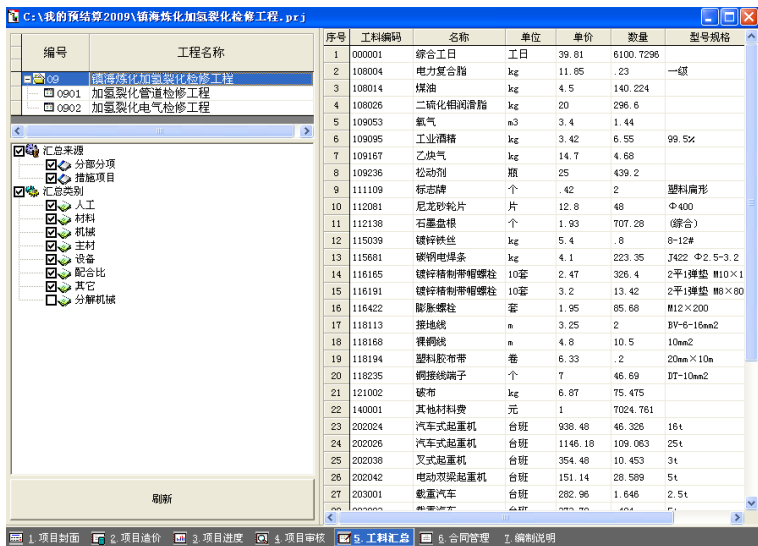 C:\我的预结算2009\镇海炼化加氢裂化检修工程.prj
编号 工程名称
09 镇海炼化加氢裂化检修工程
0901 加氢裂化管道检修工程
0902 加氢裂化电气检修工程
汇总来源
分部分项
措施项目
汇总类别
人工
材料
机械
主材
设备
配合比
其它
分解机械
刷新
序号 工料编码 名称 单位 单价 数量 型号规格
1 000001 综合工日 工日 39.81 6100.7296
2 108004 电力复合脂 kg 11.85 .23 一级
3 108014 煤油 kg 4.5 140.224
4 108026 二硫化钼润滑脂 kg 20 296.6
5 109053 氧气 m3 3.4 1.44
6 109095 工业酒精 kg 3.42 6.55 99.5%
7 109167 乙炔气 kg 14.7 4.68
8 109236 松动剂 瓶 25 439.2
9 111109 标志牌 个 .42 2 塑料扁形
10 112081 尼龙砂轮片 片 12.8 48 Φ400
11 112138 石墨盘根 个 1.93 707.28 (综合)
12 115039 镀锌铁丝 kg 5.4 .8 8-12#
13 115681 碳钢电焊条 kg 4.1 223.35 J422 Φ2.5-3.2
14 116165 镀锌精制带帽螺栓 10套 2.47 326.4 2平1弹垫 M10×1
15 116191 镀锌精制带帽螺栓 10套 3.2 13.42 2平1弹垫 M8×80
16 116422 膨胀螺栓 套 1.95 85.68 M12×200
17 118113 接地线 m 3.25 2 BV-6-16mm2
18 118168 裸铜线 m 4.8 10.5 10mm2
19 118194 塑料胶布带 卷 6.33 .2 20mm×10m
20 118235 铜接线端子 个 7 46.69 DT-10mm2
21 121002 破布 kg 6.87 75.475
22 140001 其他材料费 元 1 7024.761
23 202024 汽车式起重机 台班 938.48 46.326 16t
24 202026 汽车式起重机 台班 1146.18 109.063 25t
25 202038 叉式起重机 台班 354.48 10.453 3t
26 202042 电动双梁起重机 台班 151.14 28.589 5t
27 203001 载重汽车 台班 282.96 1.646 2.5t
1.项目封面 2.项目造价 3.项目进度 4.项目审核 5.工料汇总 6.合同管理 7.编制说明